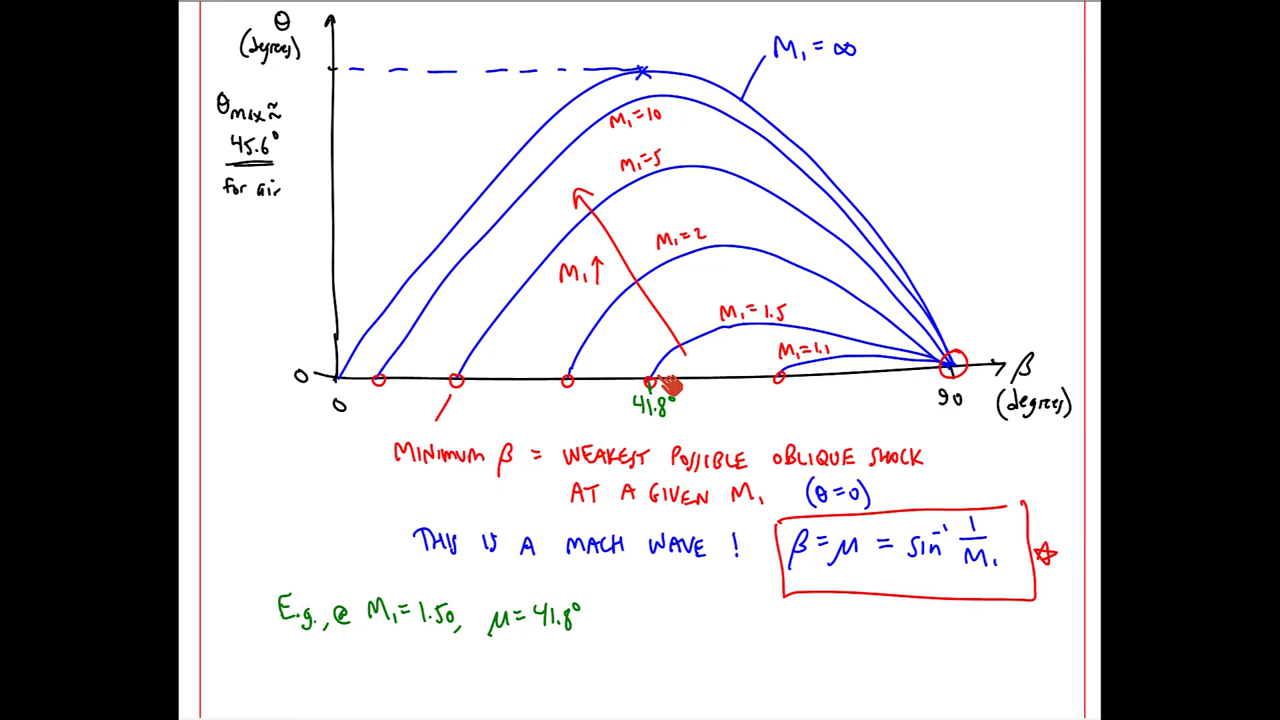 θ
(degrees)
M₁ = ∞
θmax ≈
45.6°
for air
M₁=10
M₁=5
M₁=2
M₁↑
M₁=1.5
M₁=1.1
0
0
41.8°
90
β
(degrees)
MINIMUM β = WEAKEST POSSIBLE OBLIQUE SHOCK
AT A GIVEN M₁ (θ=0)
THIS IS A MACH WAVE ! β = μ = sin⁻¹ 1/M₁
E.g., @ M₁=1.50, μ=41.8°